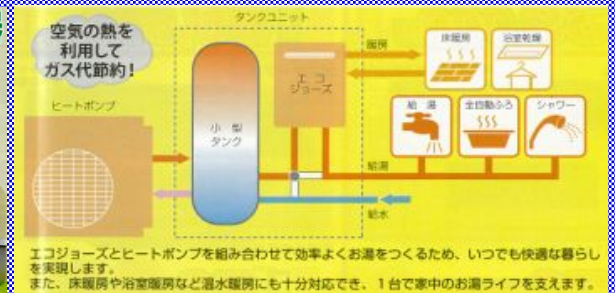 空気の熱を
利用して
ガス代節約!
タンクユニット
ヒートポンプ
小型
タンク
エコ
ジョーズ
暖房
床暖房
浴室乾燥
給湯
全自動ふろ
シャワー
給湯
給水
エコジョーズとヒートポンプを組み合わせて効率よくお湯をつくるため、いつでも快適な暮らし
を実現します。
また、床暖房や浴室暖房など温水暖房にも十分対応でき、1台で家中のお湯ライフを支えます。